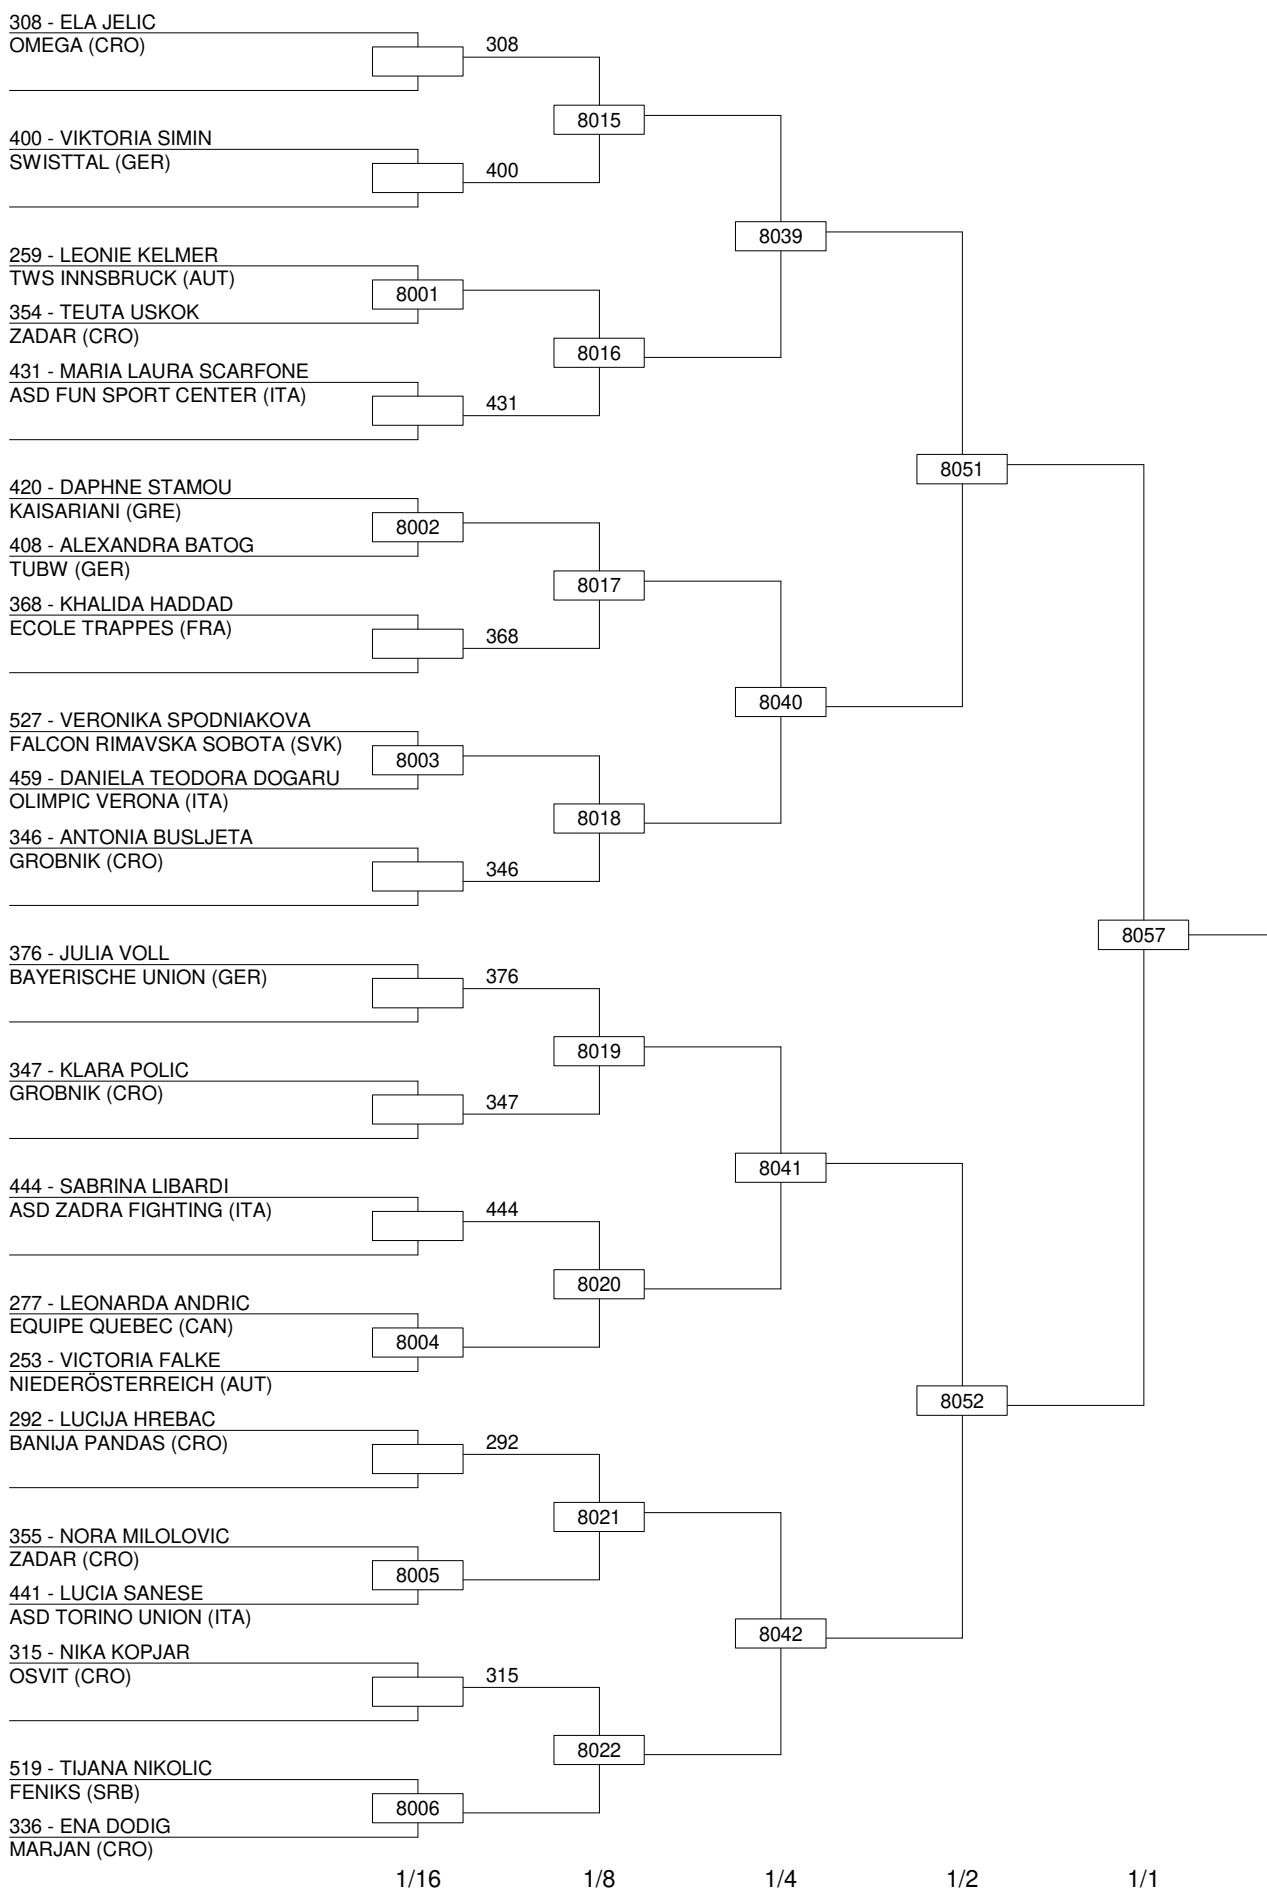 308 - ELA JELIC
OMEGA (CRO)
308
8015
400 - VIKTORIA SIMIN
SWISTTAL (GER)
400
8039
259 - LEONIE KELMER
TWS INNSBRUCK (AUT)
8001
354 - TEUTA USKOK
ZADAR (CRO)
8016
431 - MARIA LAURA SCARFONE
ASD FUN SPORT CENTER (ITA)
431
8051
420 - DAPHNE STAMOU
KAISARIANI (GRE)
8002
408 - ALEXANDRA BATOG
TUBW (GER)
8017
368 - KHALIDA HADDAD
ECOLE TRAPPES (FRA)
368
8040
527 - VERONIKA SPODNIAKOVA
FALCON RIMAVSKA SOBOTA (SVK)
8003
459 - DANIELA TEODORA DOGARU
OLIMPIC VERONA (ITA)
8018
346 - ANTONIA BUSLJETA
GROBNIK (CRO)
346
8057
376 - JULIA VOLL
BAYERISCHE UNION (GER)
376
8019
347 - KLARA POLIC
GROBNIK (CRO)
347
8041
444 - SABRINA LIBARDI
ASD ZADRA FIGHTING (ITA)
444
8020
277 - LEONARDA ANDRIC
EQUIPE QUEBEC (CAN)
8004
253 - VICTORIA FALKE
NIEDERÖSTERREICH (AUT)
8052
292 - LUCIJA HREBAC
BANIJA PANDAS (CRO)
292
8021
355 - NORA MILOLOVIC
ZADAR (CRO)
8005
441 - LUCIA SANESE
ASD TORINO UNION (ITA)
8042
315 - NIKA KOPJAR
OSVIT (CRO)
315
8022
519 - TIJANA NIKOLIC
FENIKS (SRB)
8006
336 - ENA DODIG
MARJAN (CRO)
1/16 1/8 1/4 1/2 1/1